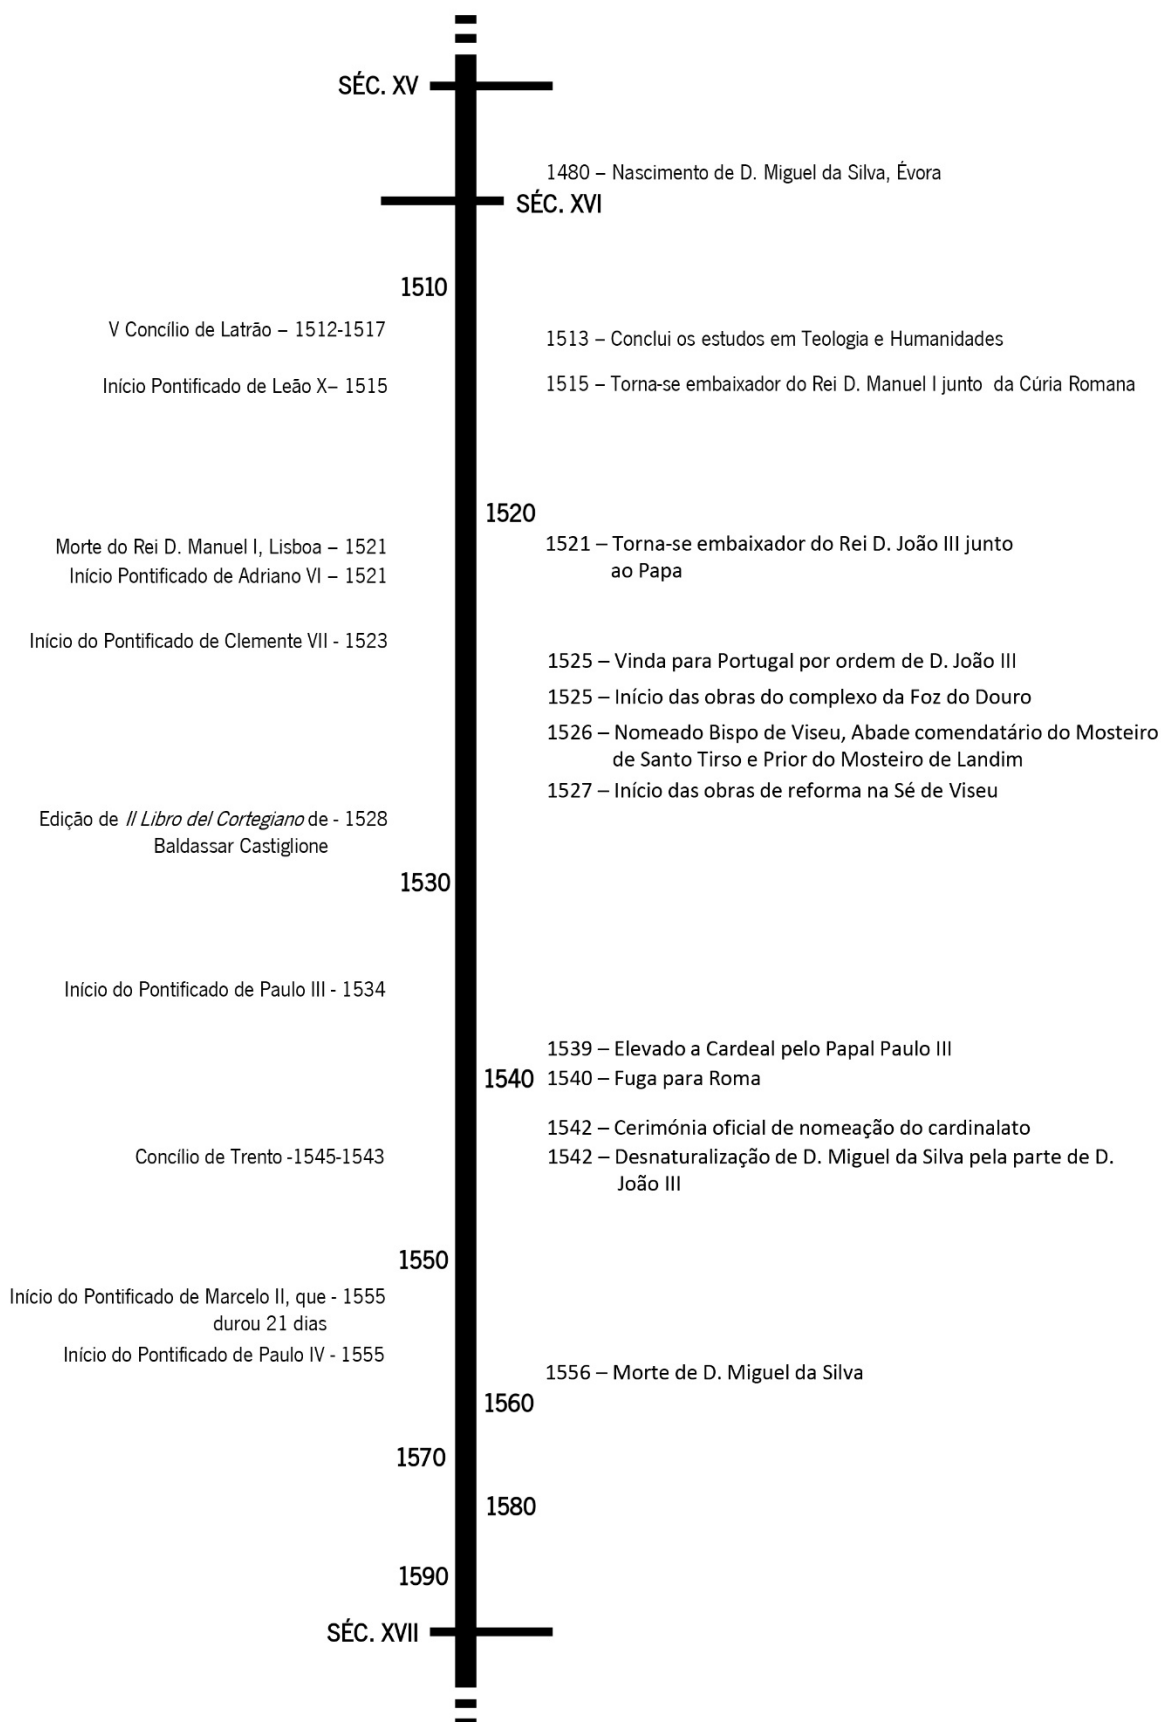 SÉC. XV
1480 – Nascimento de D. Miguel da Silva, Évora
SÉC. XVI
1510
V Concílio de Latrão – 1512-1517
1513 – Conclui os estudos em Teologia e Humanidades
Início Pontificado de Leão X– 1515
1515 – Torna-se embaixador do Rei D. Manuel I junto da Cúria Romana
1520
Morte do Rei D. Manuel I, Lisboa – 1521
1521 – Torna-se embaixador do Rei D. João III junto
ao Papa
Início Pontificado de Adriano VI – 1521
Início do Pontificado de Clemente VII - 1523
1525 – Vinda para Portugal por ordem de D. João III
1525 – Início das obras do complexo da Foz do Douro
1526 – Nomeado Bispo de Viseu, Abade comendatário do Mosteiro
de Santo Tirso e Prior do Mosteiro de Landim
1527 – Início das obras de reforma na Sé de Viseu
Edição de Il Libro del Cortegiano de - 1528
Baldassar Castiglione
1530
Início do Pontificado de Paulo III - 1534
1539 – Elevado a Cardeal pelo Papal Paulo III
1540
1540 – Fuga para Roma
1542 – Cerimónia oficial de nomeação do cardinalato
Concílio de Trento -1545-1543
1542 – Desnaturalização de D. Miguel da Silva pela parte de D.
João III
1550
Início do Pontificado de Marcelo II, que - 1555
durou 21 dias
Início do Pontificado de Paulo IV - 1555
1556 – Morte de D. Miguel da Silva
1560
1570
1580
1590
SÉC. XVII